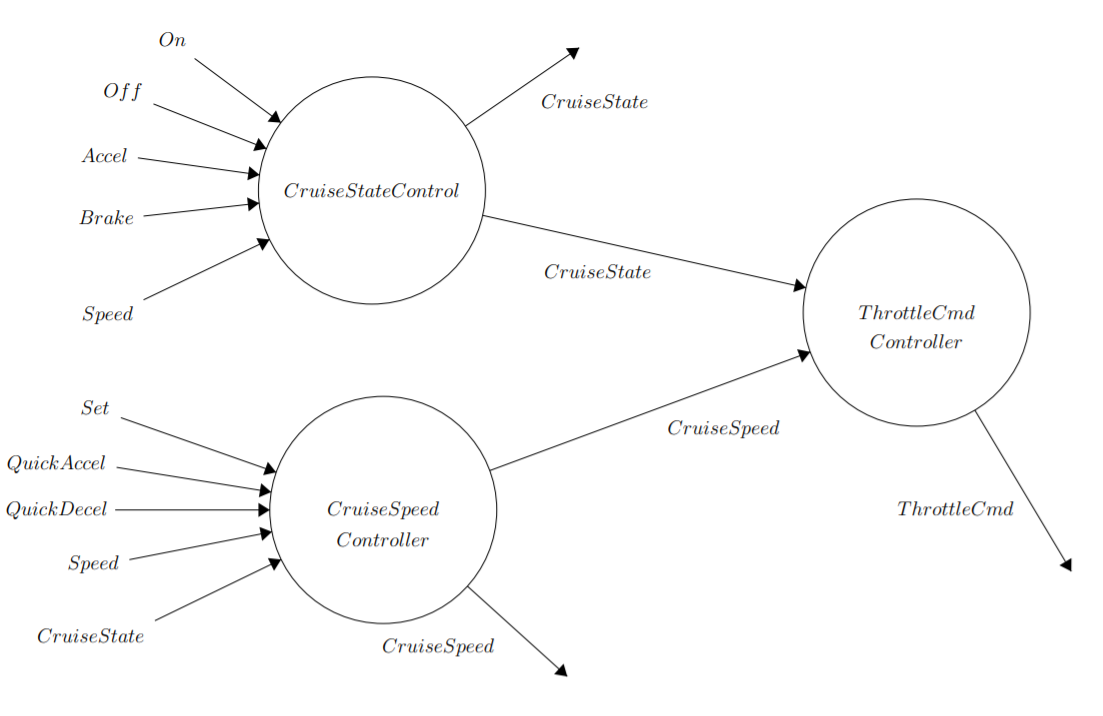 On
Off
Accel
Brake
Speed
CruiseStateControl
CruiseState
CruiseState
ThrottleCmd
Controller
Set
QuickAccel
QuickDecel
Speed
CruiseState
CruiseSpeed
Controller
CruiseSpeed
CruiseSpeed
ThrottleCmd